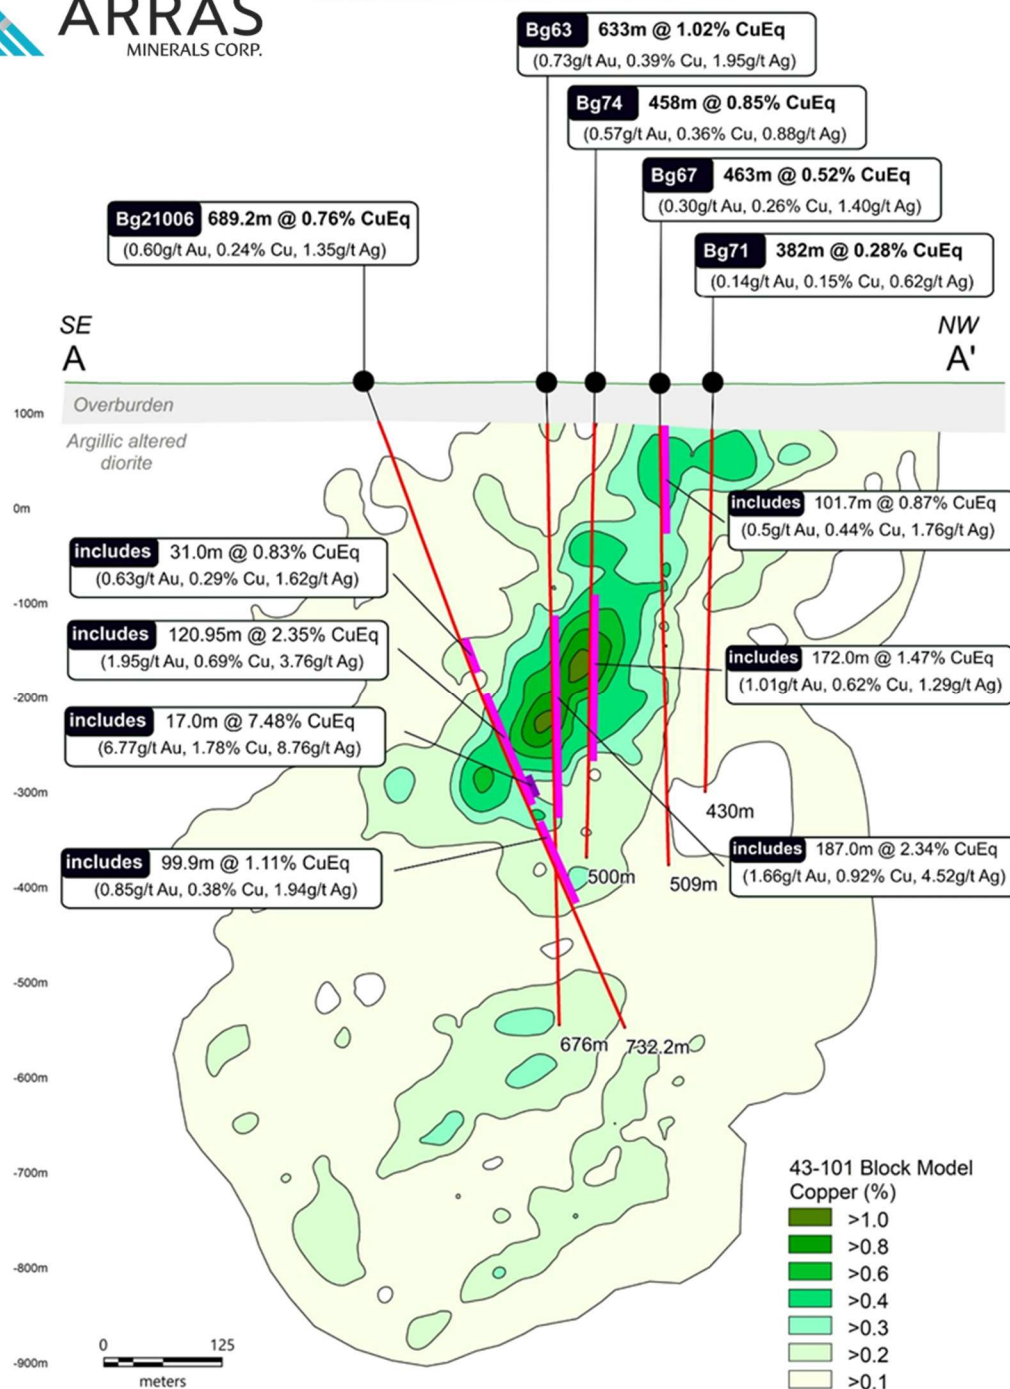 ARRAS
MINERALS CORP.
Bg63 633m @ 1.02% CuEq
(0.73g/t Au, 0.39% Cu, 1.95g/t Ag)
Bg74 458m @ 0.85% CuEq
(0.57g/t Au, 0.36% Cu, 0.88g/t Ag)
Bg67 463m @ 0.52% CuEq
(0.30g/t Au, 0.26% Cu, 1.40g/t Ag)
Bg21006 689.2m @ 0.76% CuEq
(0.60g/t Au, 0.24% Cu, 1.35g/t Ag)
Bg71 382m @ 0.28% CuEq
(0.14g/t Au, 0.15% Cu, 0.62g/t Ag)
SE
A
NW
A'
Overburden
100m
Argillic altered
diorite
0m
includes 101.7m @ 0.87% CuEq
(0.5g/t Au, 0.44% Cu, 1.76g/t Ag)
includes 31.0m @ 0.83% CuEq
(0.63g/t Au, 0.29% Cu, 1.62g/t Ag)
-100m
includes 120.95m @ 2.35% CuEq
(1.95g/t Au, 0.69% Cu, 3.76g/t Ag)
includes 172.0m @ 1.47% CuEq
(1.01g/t Au, 0.62% Cu, 1.29g/t Ag)
-200m
includes 17.0m @ 7.48% CuEq
(6.77g/t Au, 1.78% Cu, 8.76g/t Ag)
-300m
430m
includes 187.0m @ 2.34% CuEq
(1.66g/t Au, 0.92% Cu, 4.52g/t Ag)
includes 99.9m @ 1.11% CuEq
(0.85g/t Au, 0.38% Cu, 1.94g/t Ag)
500m
509m
-400m
-500m
676m
732.2m
-600m
-700m
-800m
-900m
0 125
meters
43-101 Block Model
Copper (%)
>1.0
>0.8
>0.6
>0.4
>0.3
>0.2
>0.1